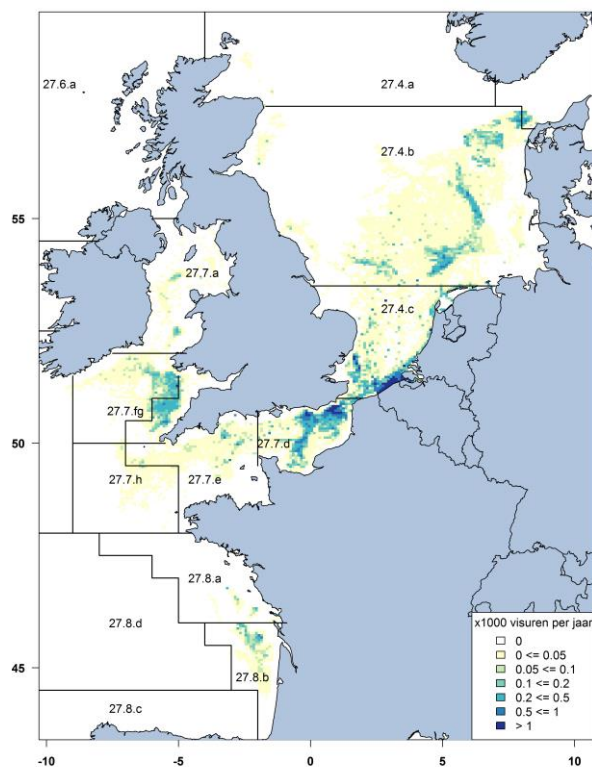 27.6.a
27.4.a
27.4.b
55
27.7.a
27.4.c
27.7.fg
50
27.7.d
27.7.h
27.7.e
27.8.a
27.8.d
x1000 visuren per jaar
0
0 <= 0.05
0.05 <= 0.1
0.1 <= 0.2
0.2 <= 0.5
0.5 <= 1
> 1
45
27.8.b
27.8.c
-10
-5
0
5
10